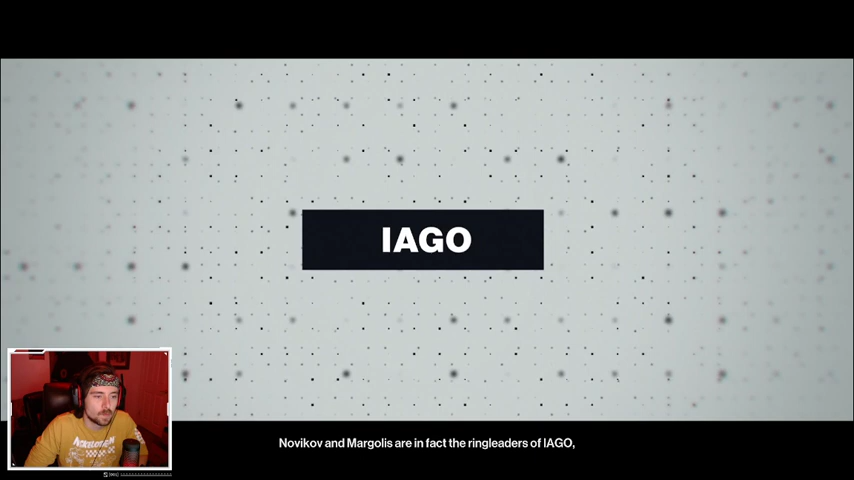 IAGO
Novikov and Margolis are in fact the ringleaders of IAGO,